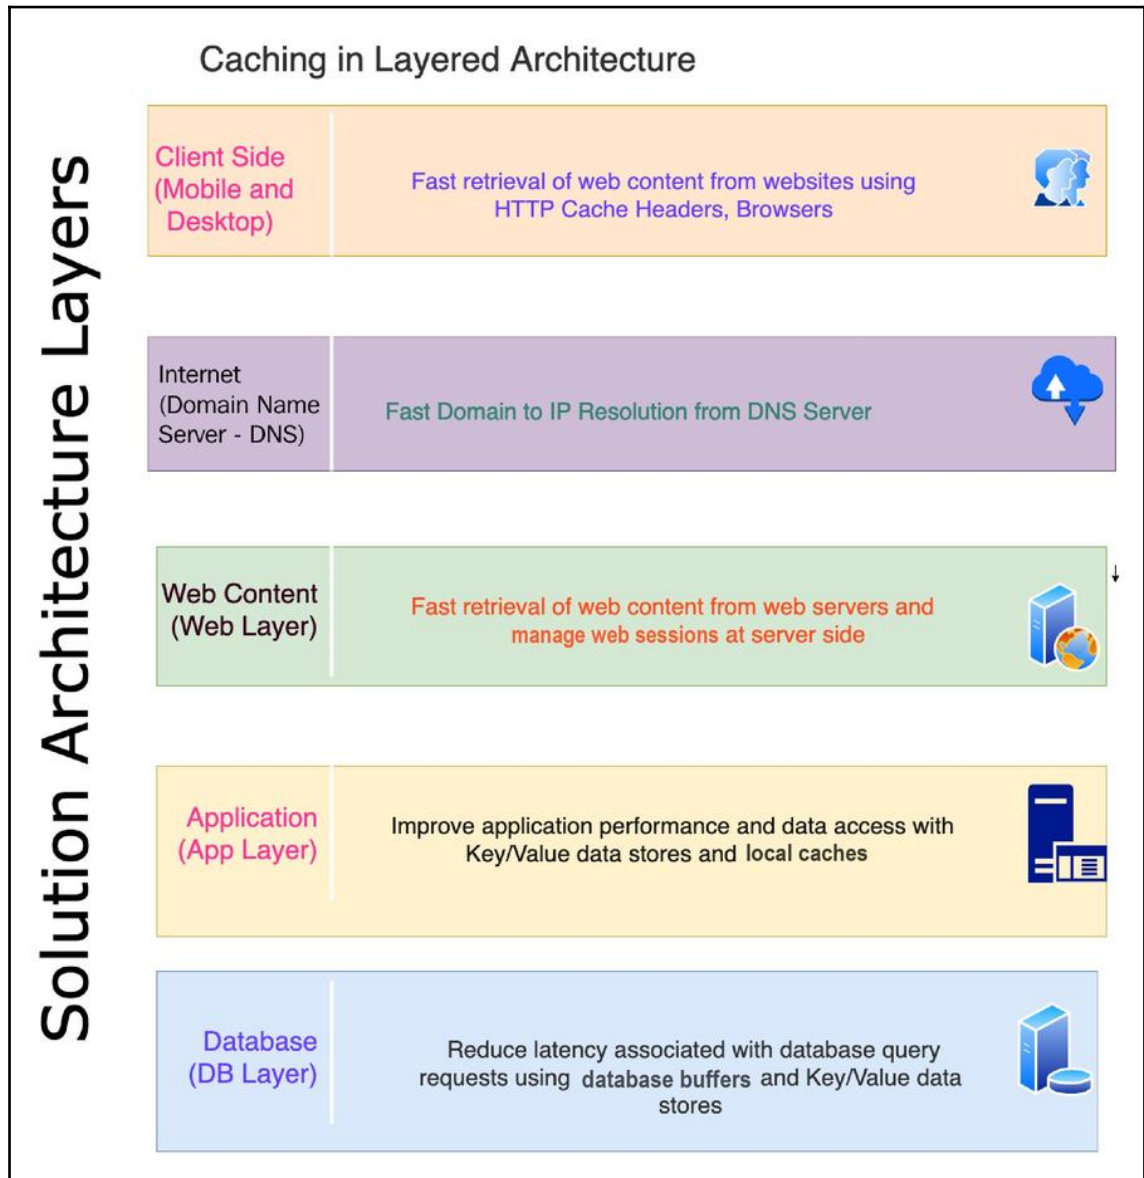 Caching in Layered Architecture
Solution Architecture Layers
Client Side
(Mobile and
Desktop)
Fast retrieval of web content from websites using
HTTP Cache Headers, Browsers
Internet
(Domain Name
Server - DNS)
Fast Domain to IP Resolution from DNS Server
Web Content
(Web Layer)
Fast retrieval of web content from web servers and
manage web sessions at server side
Application
(App Layer)
Improve application performance and data access with
Key/Value data stores and local caches
Database
(DB Layer)
Reduce latency associated with database query
requests using database buffers and Key/Value data
stores